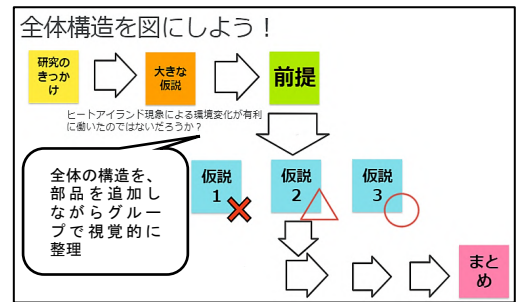 全体構造を図にしよう！
研究の
きっか
け
大きな
仮説
前提
ヒートアイランド現象による環境変化が有利
に働いたのではないだろうか？
全体の構造を、
部品を追加し
ながらグルー
プで視覚的に
整理
仮説
1
仮説
2
仮説
3
まと
め